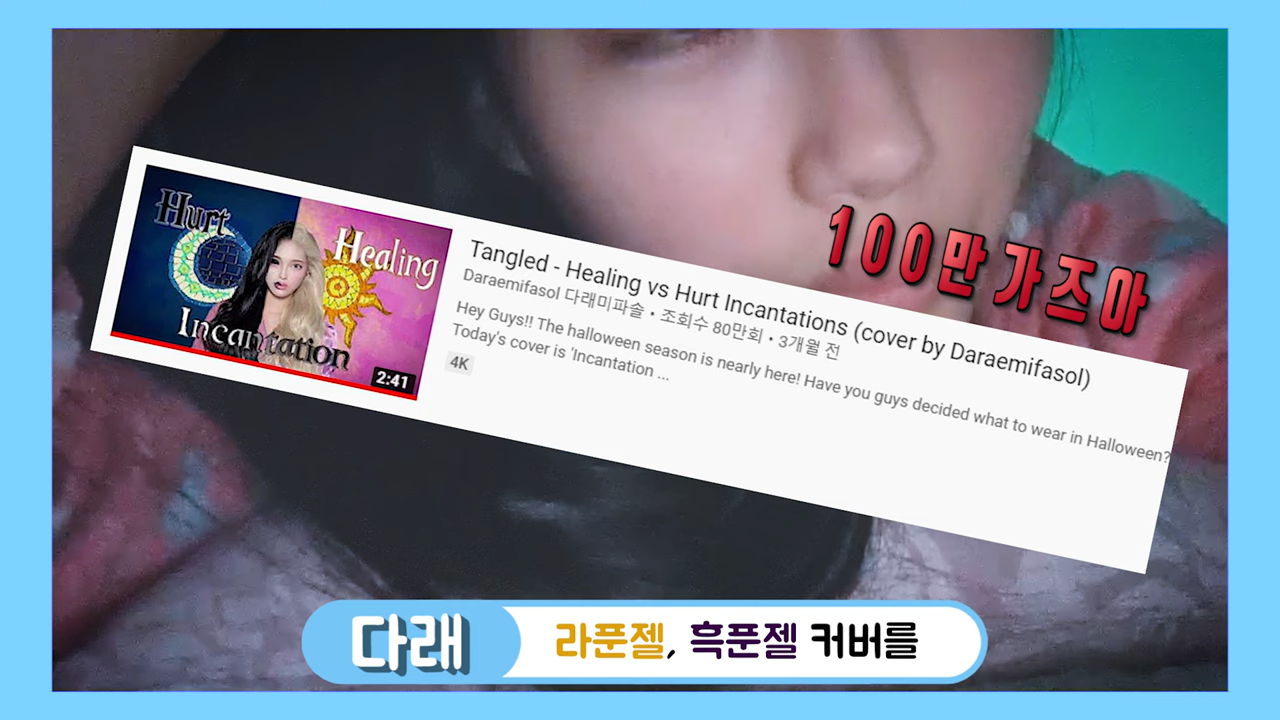 Hurt
Healing
Incantation
2:41
Tangled - Healing vs Hurt Incantations (cover by Daraemifasol)
Daraemifasol 다래미파솔 • 조회수 80만회 • 3개월 전
Hey Guys!! The halloween season is nearly here! Have you guys decided what to wear in Halloween?
Today's cover is 'Incantation ...
4K
100만 가즈아
다래
라푼젤, 흑푼젤 커버를